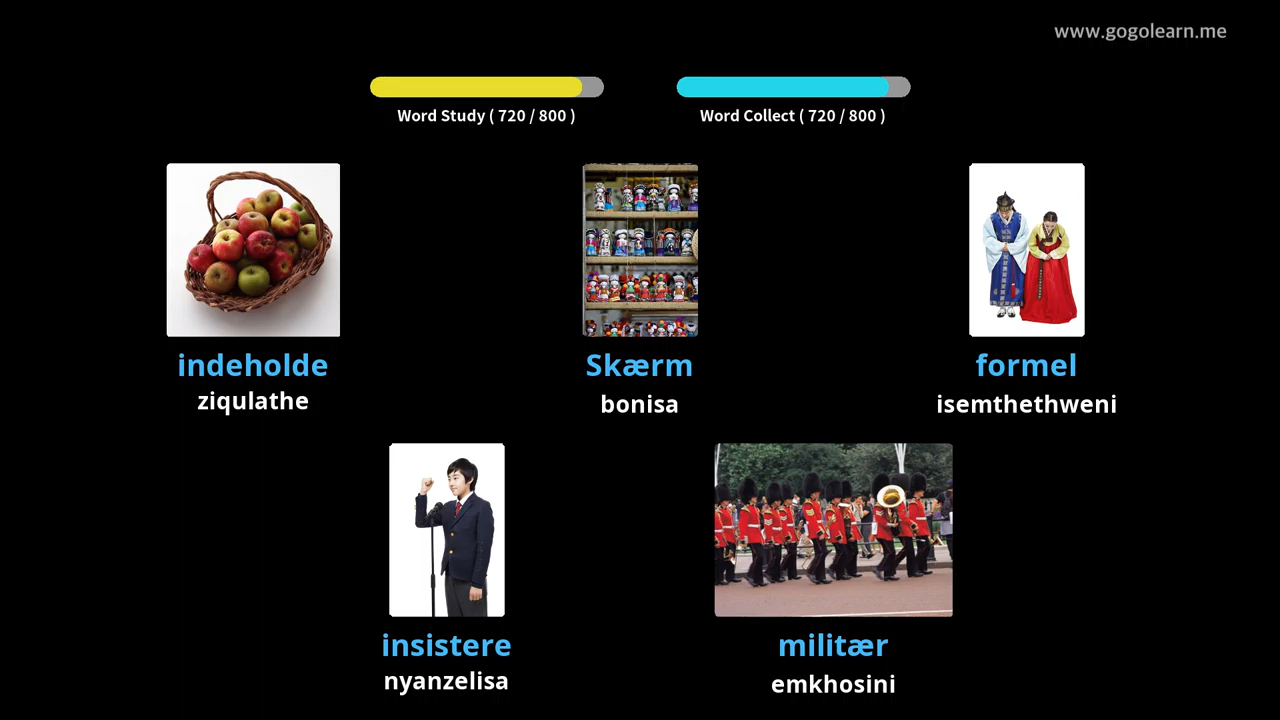 www.gogolearn.me
Word Study ( 720 / 800 )
Word Collect ( 720 / 800 )
indeholde
ziqulathe
Skærm
bonisa
formel
isemthethweni
insistere
nyanzelisa
militær
emkhosini